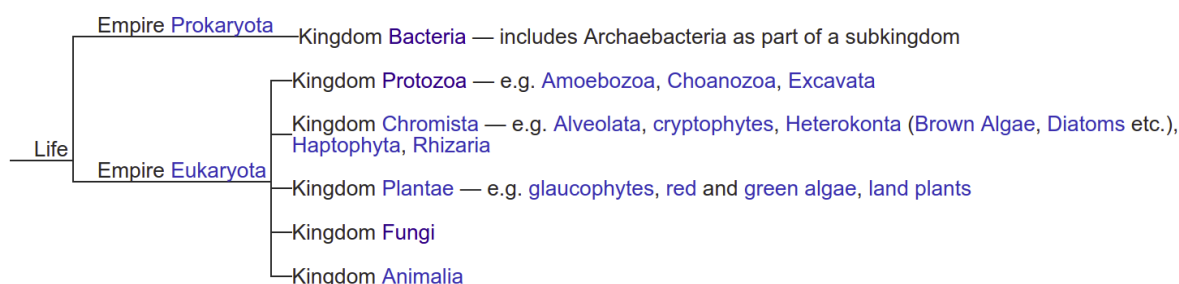 Empire Prokaryota
Kingdom Bacteria — includes Archaebacteria as part of a subkingdom
Kingdom Protozoa — e.g. Amoebozoa, Choanozoa, Excavata
Kingdom Chromista — e.g. Alveolata, cryptophytes, Heterokonta (Brown Algae, Diatoms etc.),
Haptophyta, Rhizaria
Life
Empire Eukaryota
Kingdom Plantae — e.g. glaucophytes, red and green algae, land plants
Kingdom Fungi
Kingdom Animalia